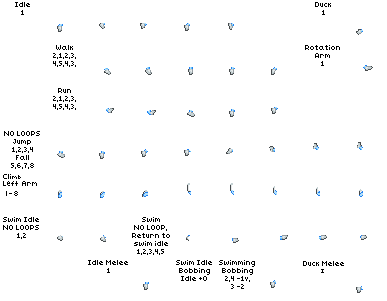 Idle
1
Duck
1
Walk
2,1,2,3,
4,5,4,3,
Rotation
Arm
1
Run
2,1,2,3,
4,5,4,3,
NO LOOPS
Jump
1,2,3,4
Fall
5,6,7,8
Climb
Left Arm
1-8
Swim Idle
NO LOOPS
1,2
Swim
NO LOOP,
Return to
swim idle
1,2,3,4,5
Idle Melee
1
Swim Idle
Bobbing
Idle +0
Swimming
Bobbing
2,4 -1v,
3 -2
Duck Melee
1